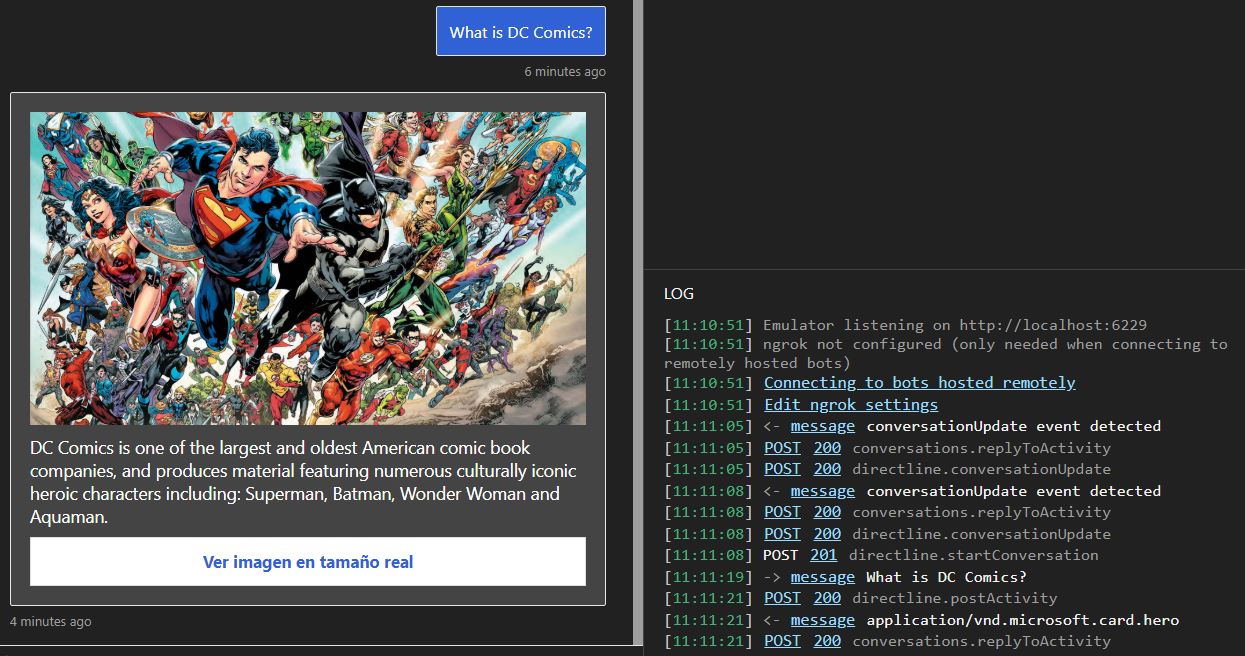 What is DC Comics?
6 minutes ago
DC Comics is one of the largest and oldest American comic book
companies, and produces material featuring numerous culturally iconic
heroic characters including: Superman, Batman, Wonder Woman and
Aquaman.
Ver imagen en tamaño real
4 minutes ago
LOG
[11:10:51] Emulator listening on http://localhost:6229
[11:10:51] ngrok not configured (only needed when connecting to
remotely hosted bots)
[11:10:51] Connecting to bots hosted remotely
[11:10:51] Edit ngrok settings
[11:11:05] <- message conversationUpdate event detected
[11:11:05] POST 200 conversations.replyToActivity
[11:11:05] POST 200 directline.conversationUpdate
[11:11:08] <- message conversationUpdate event detected
[11:11:08] POST 200 conversations.replyToActivity
[11:11:08] POST 200 directline.conversationUpdate
[11:11:08] POST 201 directline.startConversation
[11:11:19] -> message What is DC Comics?
[11:11:21] POST 200 directline.postActivity
[11:11:21] <- message application/vnd.microsoft.card.hero
[11:11:21] POST 200 conversations.replyToActivity